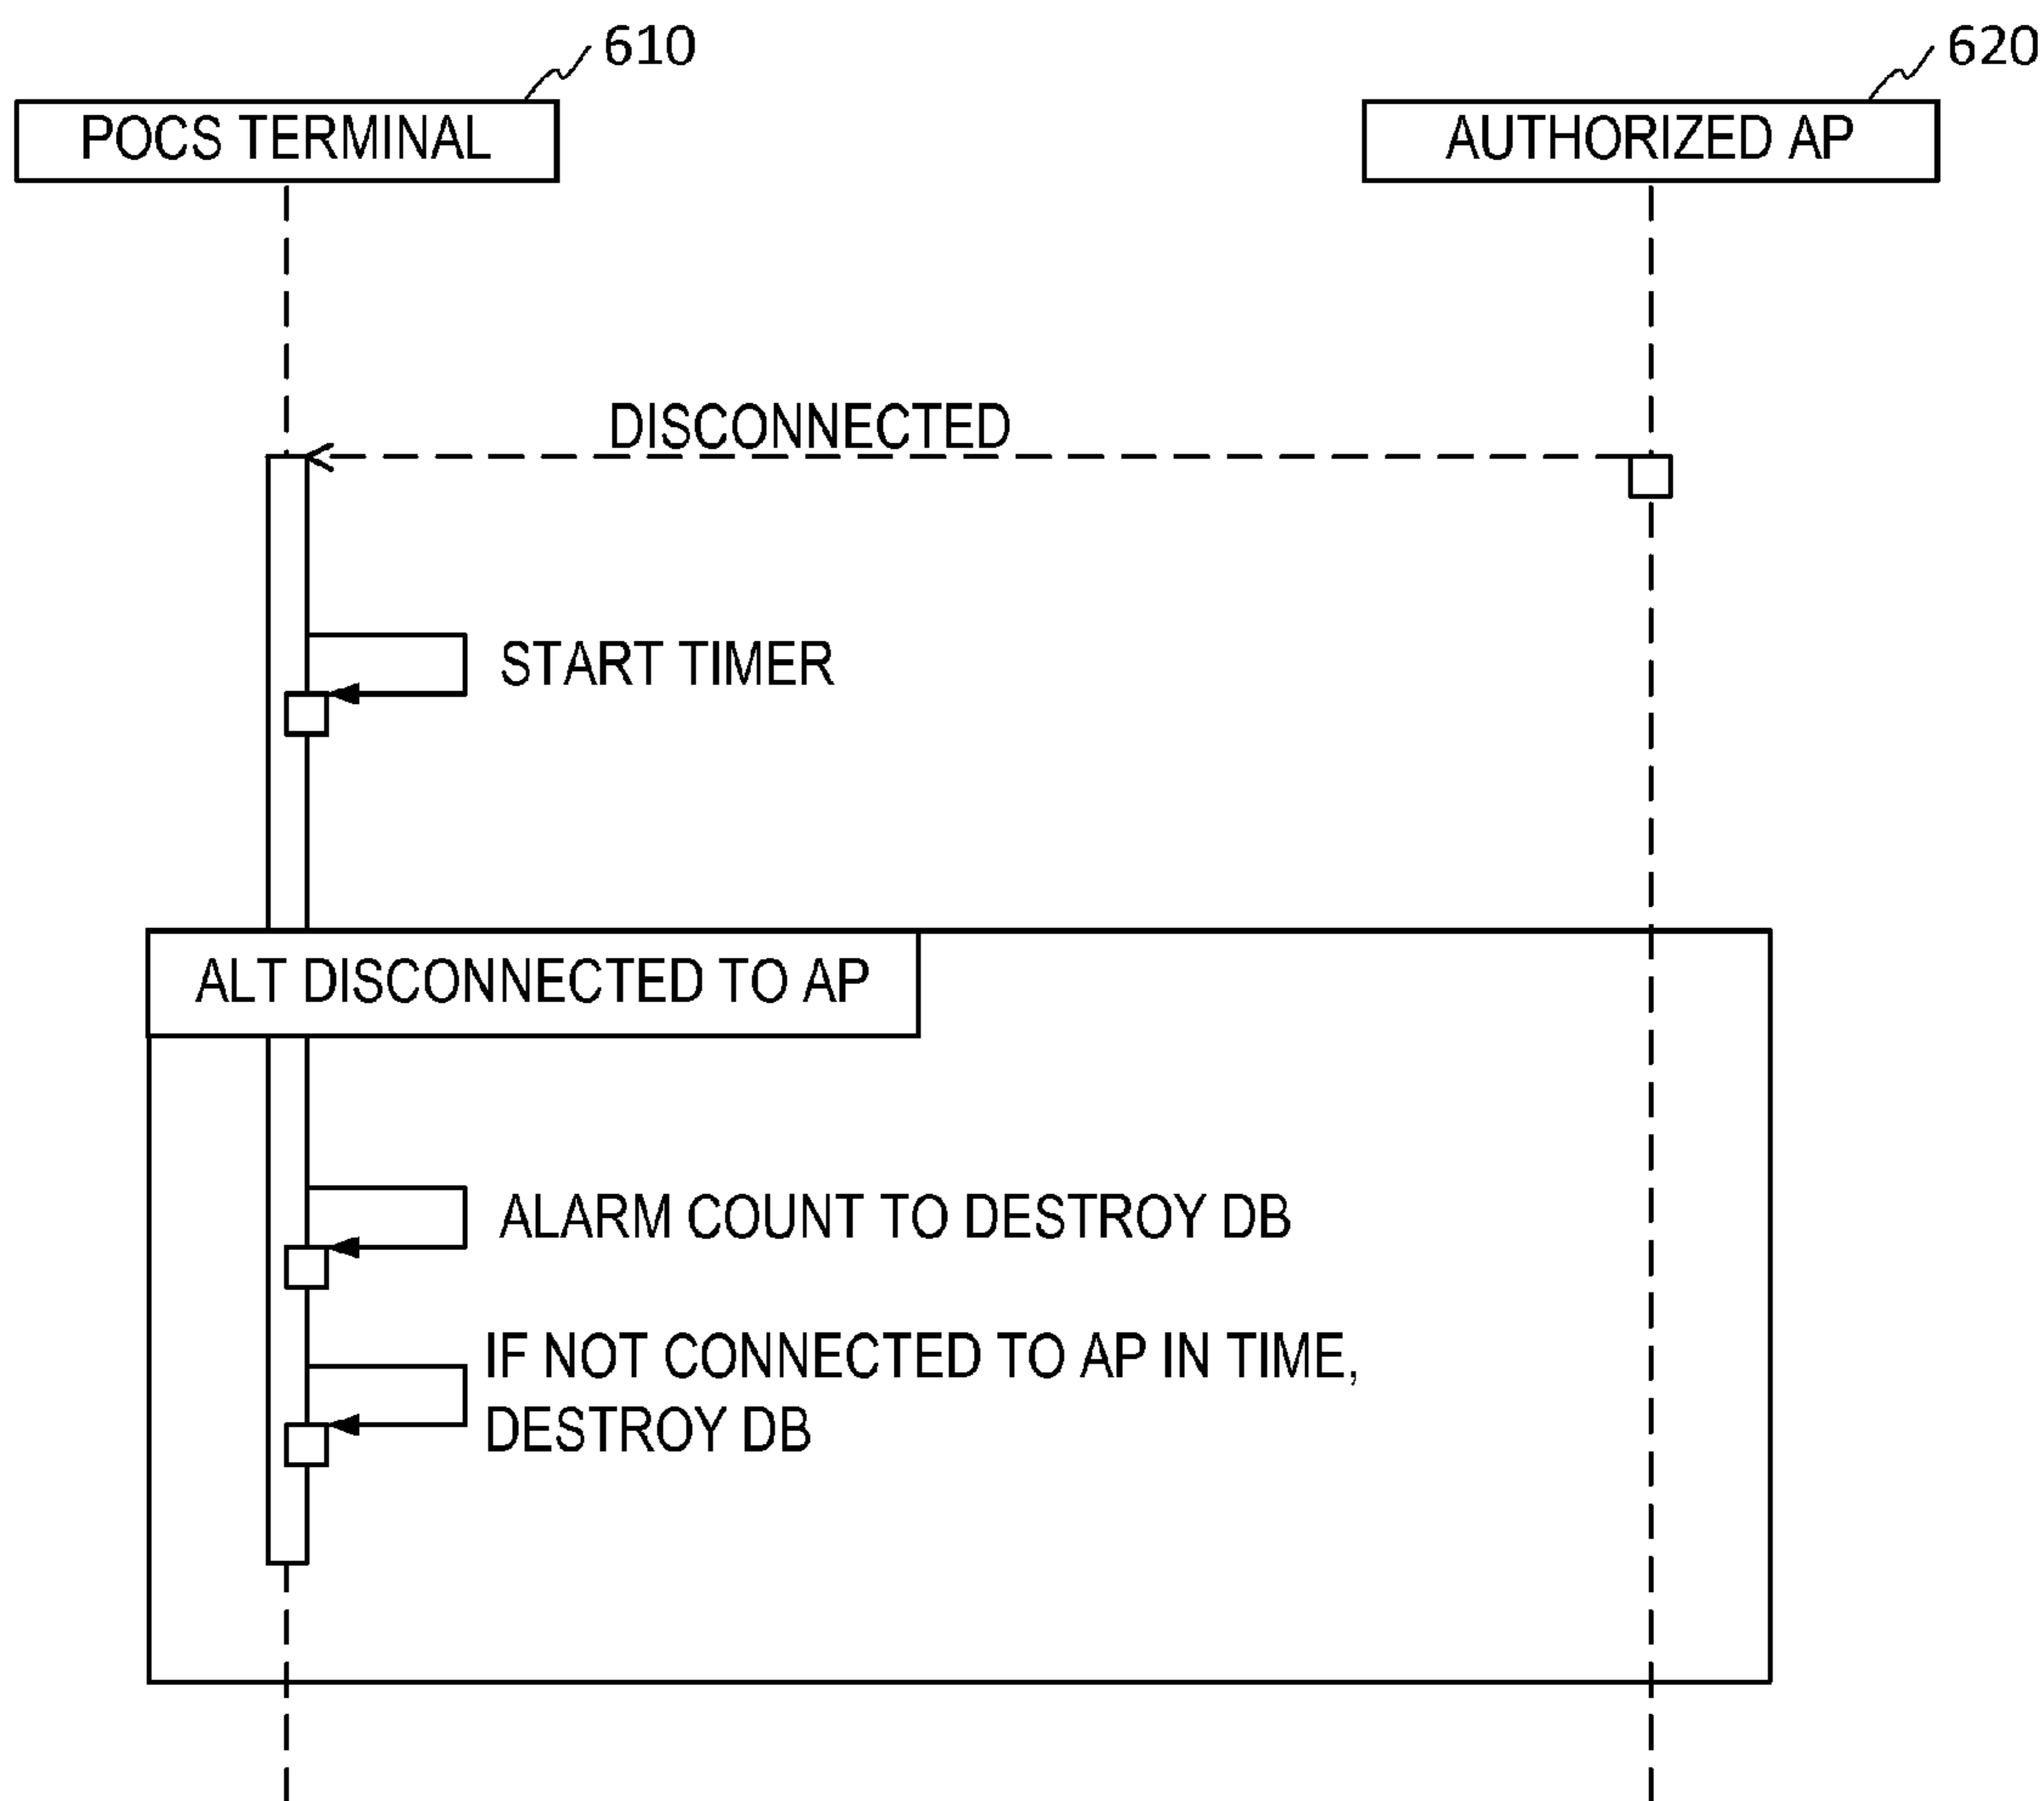 610
620
POCS TERMINAL
AUTHORIZED AP
DISCONNECTED
START TIMER
ALT DISCONNECTED TO AP
ALARM COUNT TO DESTROY DB
IF NOT CONNECTED TO AP IN TIME,
DESTROY DB